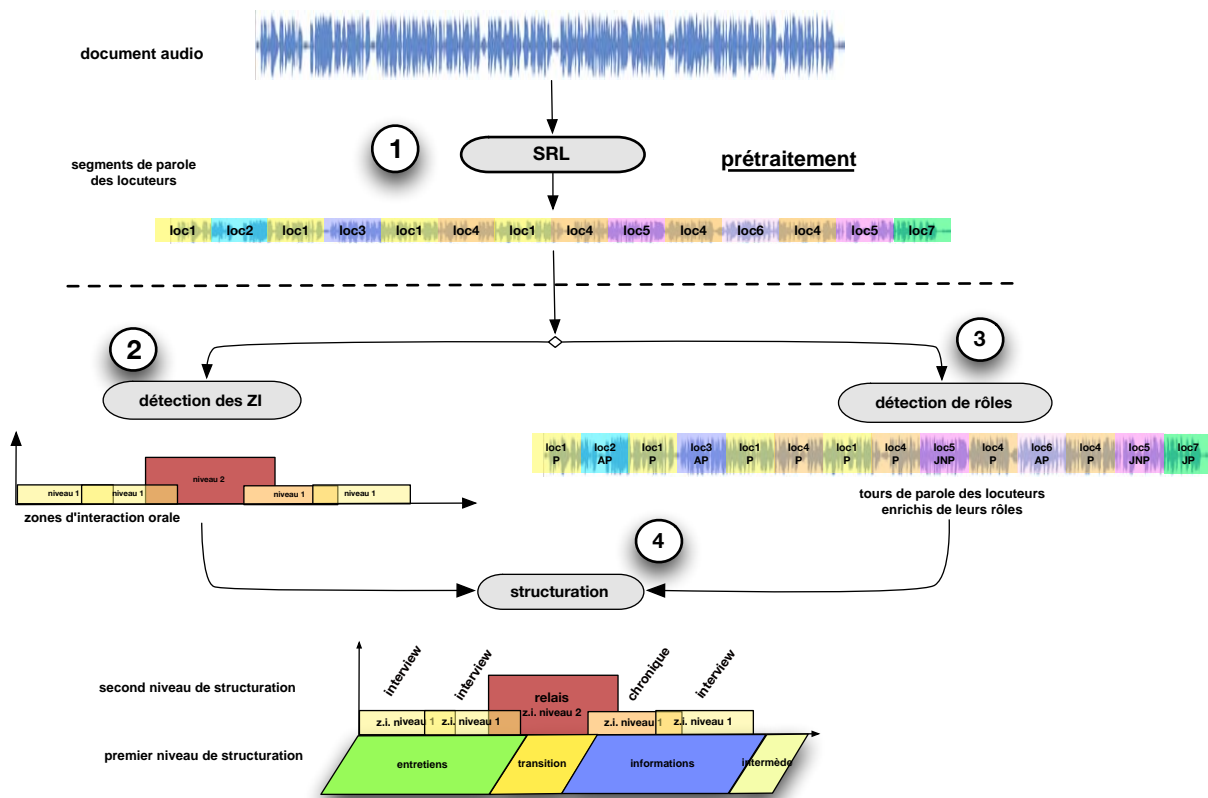 document audio
1
SRL
prétraitement
segments de parole
des locuteurs
loc1 loc2 loc1 loc3 loc1 loc4 loc1 loc4 loc5 loc4 loc6 loc4 loc5 loc7
2
3
détection des ZI
détection de rôles
loc1 loc2 loc1 loc3 loc1 loc4 loc1 loc4 loc5 loc4 loc6 loc4 loc5 loc7
P AP P AP P P P P JNP P AP P JNP JP
niveau 2
niveau 1 niveau 1 niveau 1 niveau 1
zones d'interaction orale
tours de parole des locuteurs
enrichis de leurs rôles
4
structuration
interview interview chronique interview
second niveau de structuration
relais
z.i. niveau 2
z.i. niveau 1 z.i. niveau 1 z.i. niveau 1 z.i. niveau 1
premier niveau de structuration
entretiens transition informations intermède